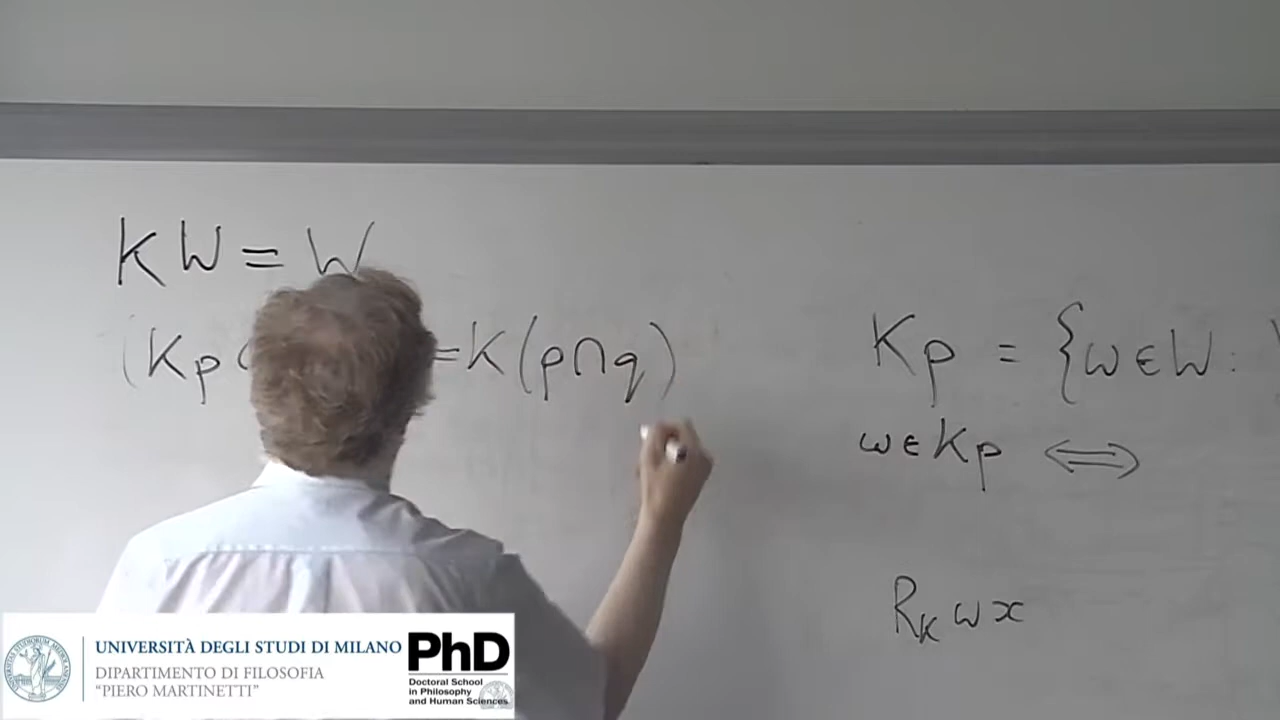 KW = W
(Kp = K(p∩q)
Kp = {w∈W:
w∈Kp ⟺
R_K w x
UNIVERSITÀ DEGLI STUDI DI MILANO
DIPARTIMENTO DI FILOSOFIA
"PIERO MARTINETTI"
PhD
Doctoral School
in Philosophy
and Human Sciences